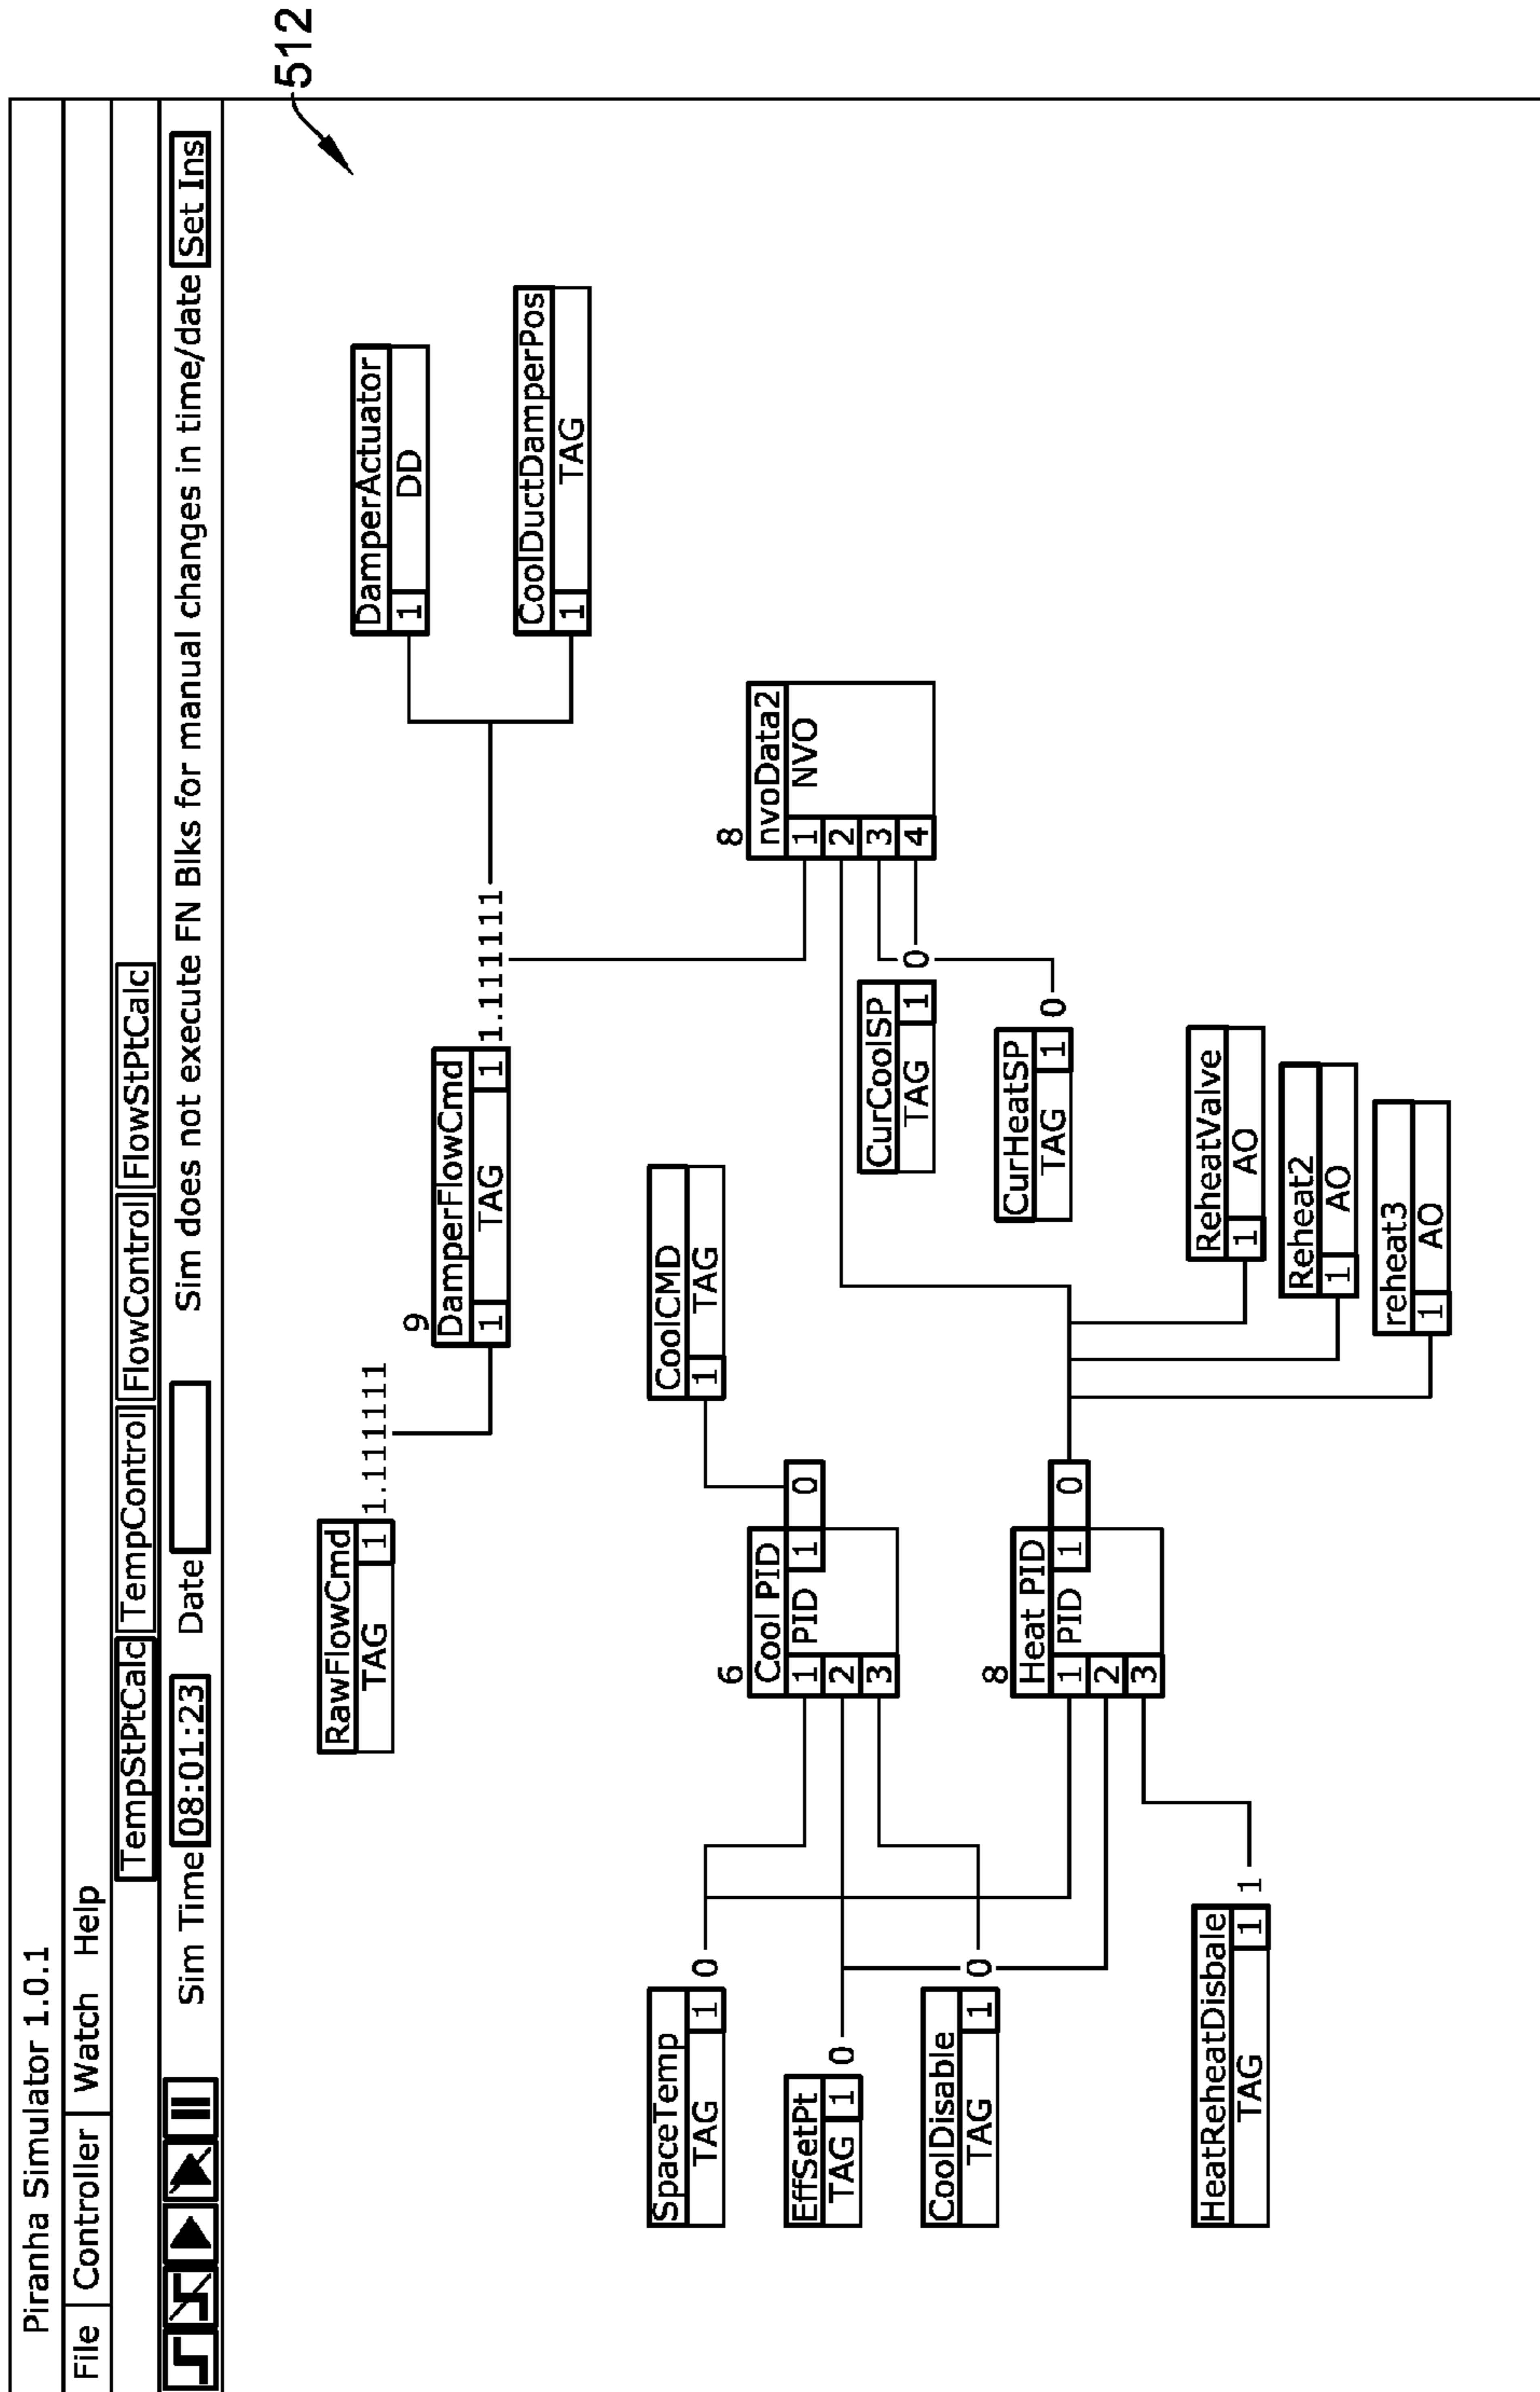 Piranha Simulator 1.0.1
File Controller Watch Help
TempStPtCalc TempControl FlowControl FlowStPtCalc
Sim Time 08:01:23 Date Sim does not execute FN Blks for manual changes in time/date Set Ins
512
RawFlowCmd
TAG 1 1.111111
9
DamperFlowCmd
1 TAG 1 1.111111
DamperActuator
1 DD
CoolDuctDamperPos
1 TAG
SpaceTemp
TAG 1 0
EffSetPt
TAG 1 0
CoolDisable
TAG 1 0
HeatReheatDisbale
TAG 1 1
6
Cool PID
1 PID 1 0
2
3
8
Heat PID
1 PID 1 0
2
3
CoolCMD
1 TAG
8
nvoData2
1 NVO
2
3
4
CurCoolSP
TAG 1 0
CurHeatSP
TAG 1 0
ReheatValve
1 AO
Reheat2
1 AO
reheat3
1 AO